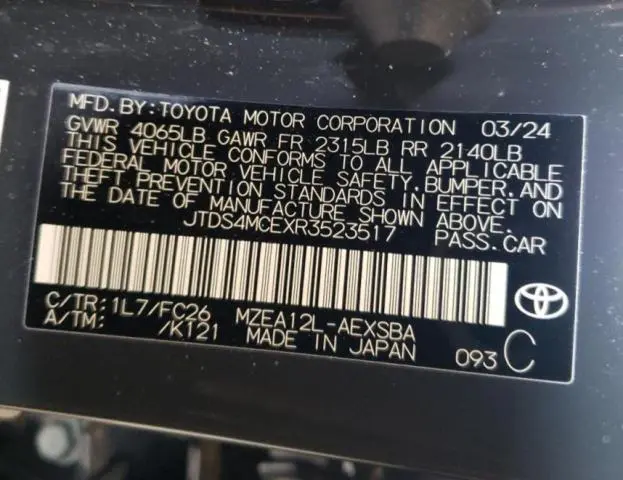 MFD. BY: TOYOTA MOTOR CORPORATION 03/24
GVWR 4065LB GAWR FR 2315LB RR 2140LB
THIS VEHICLE CONFORMS TO ALL APPLICABLE
FEDERAL MOTOR VEHICLE SAFETY, BUMPER, AND
THEFT PREVENTION STANDARDS IN EFFECT ON
THE DATE OF MANUFACTURE SHOWN ABOVE.
JTDS4MCEXR3523517 PASS. CAR
C/TR: 1L7/FC26 MZEA12L-AEXSBA
A/TM: /K121 MADE IN JAPAN 093 C